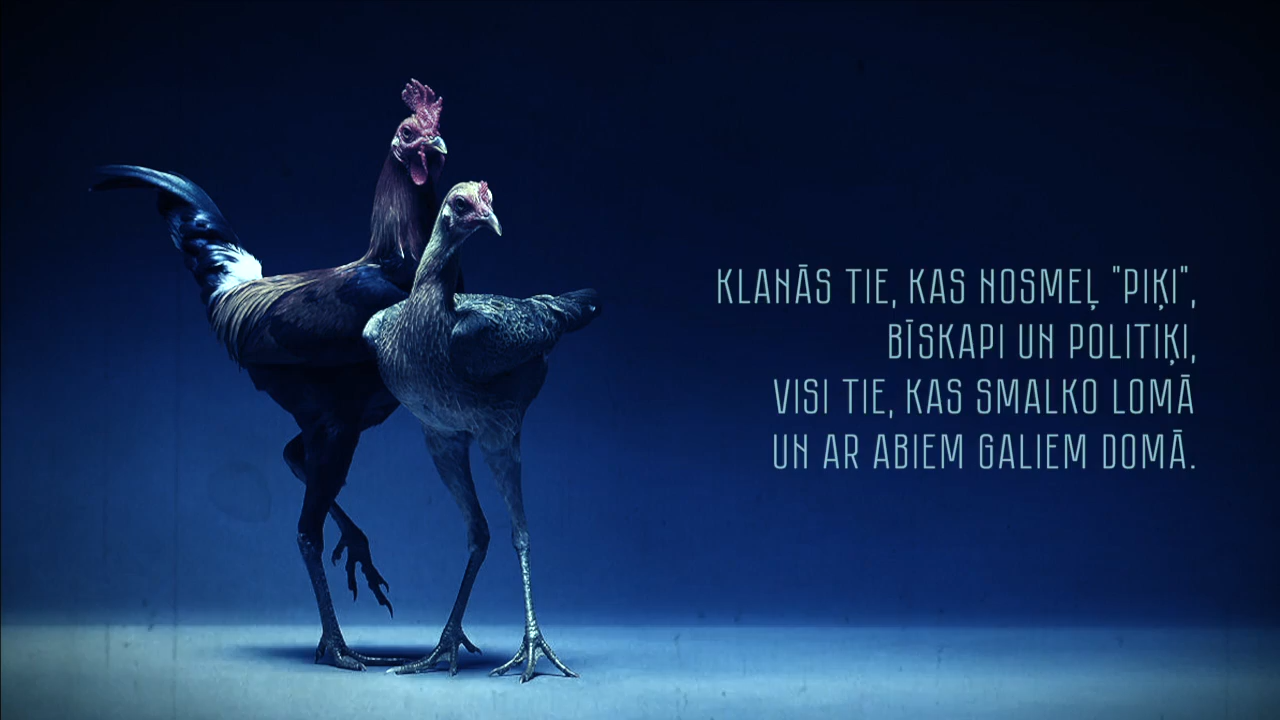 KLANĀS TIE, KAS NOSMEĻ "PIĶI",
BĪSKAPI UN POLITIĶI,
VISI TIE, KAS SMALKO LOMĀ
UN AR ABIEM GALIEM DOMĀ.